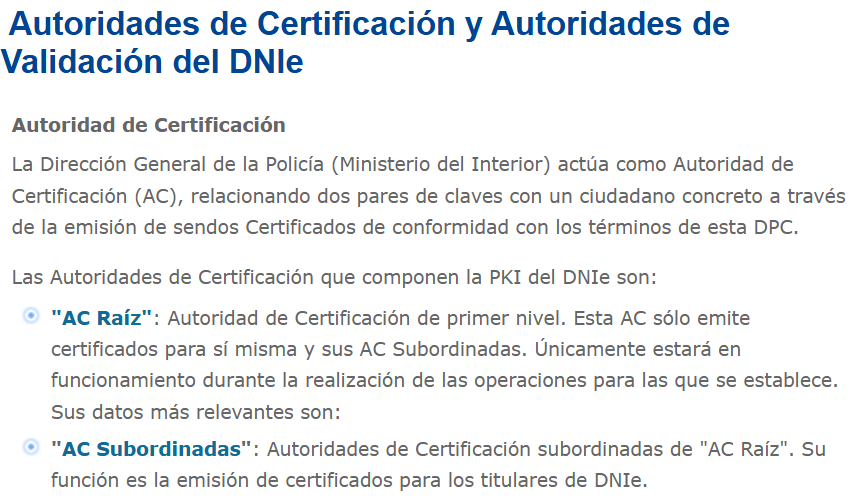 Autoridades de Certificación y Autoridades de
Validación del DNIe
Autoridad de Certificación
La Dirección General de la Policía (Ministerio del Interior) actúa como Autoridad de
Certificación (AC), relacionando dos pares de claves con un ciudadano concreto a través
de la emisión de sendos Certificados de conformidad con los términos de esta DPC.
Las Autoridades de Certificación que componen la PKI del DNIe son:
"AC Raíz": Autoridad de Certificación de primer nivel. Esta AC sólo emite
certificados para sí misma y sus AC Subordinadas. Únicamente estará en
funcionamiento durante la realización de las operaciones para las que se establece.
Sus datos más relevantes son:
"AC Subordinadas": Autoridades de Certificación subordinadas de "AC Raíz". Su
función es la emisión de certificados para los titulares de DNIe.